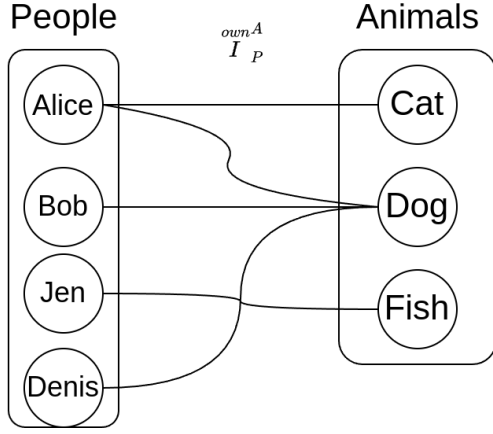 People
Animals
own A
I P
Alice
Cat
Bob
Dog
Jen
Fish
Denis